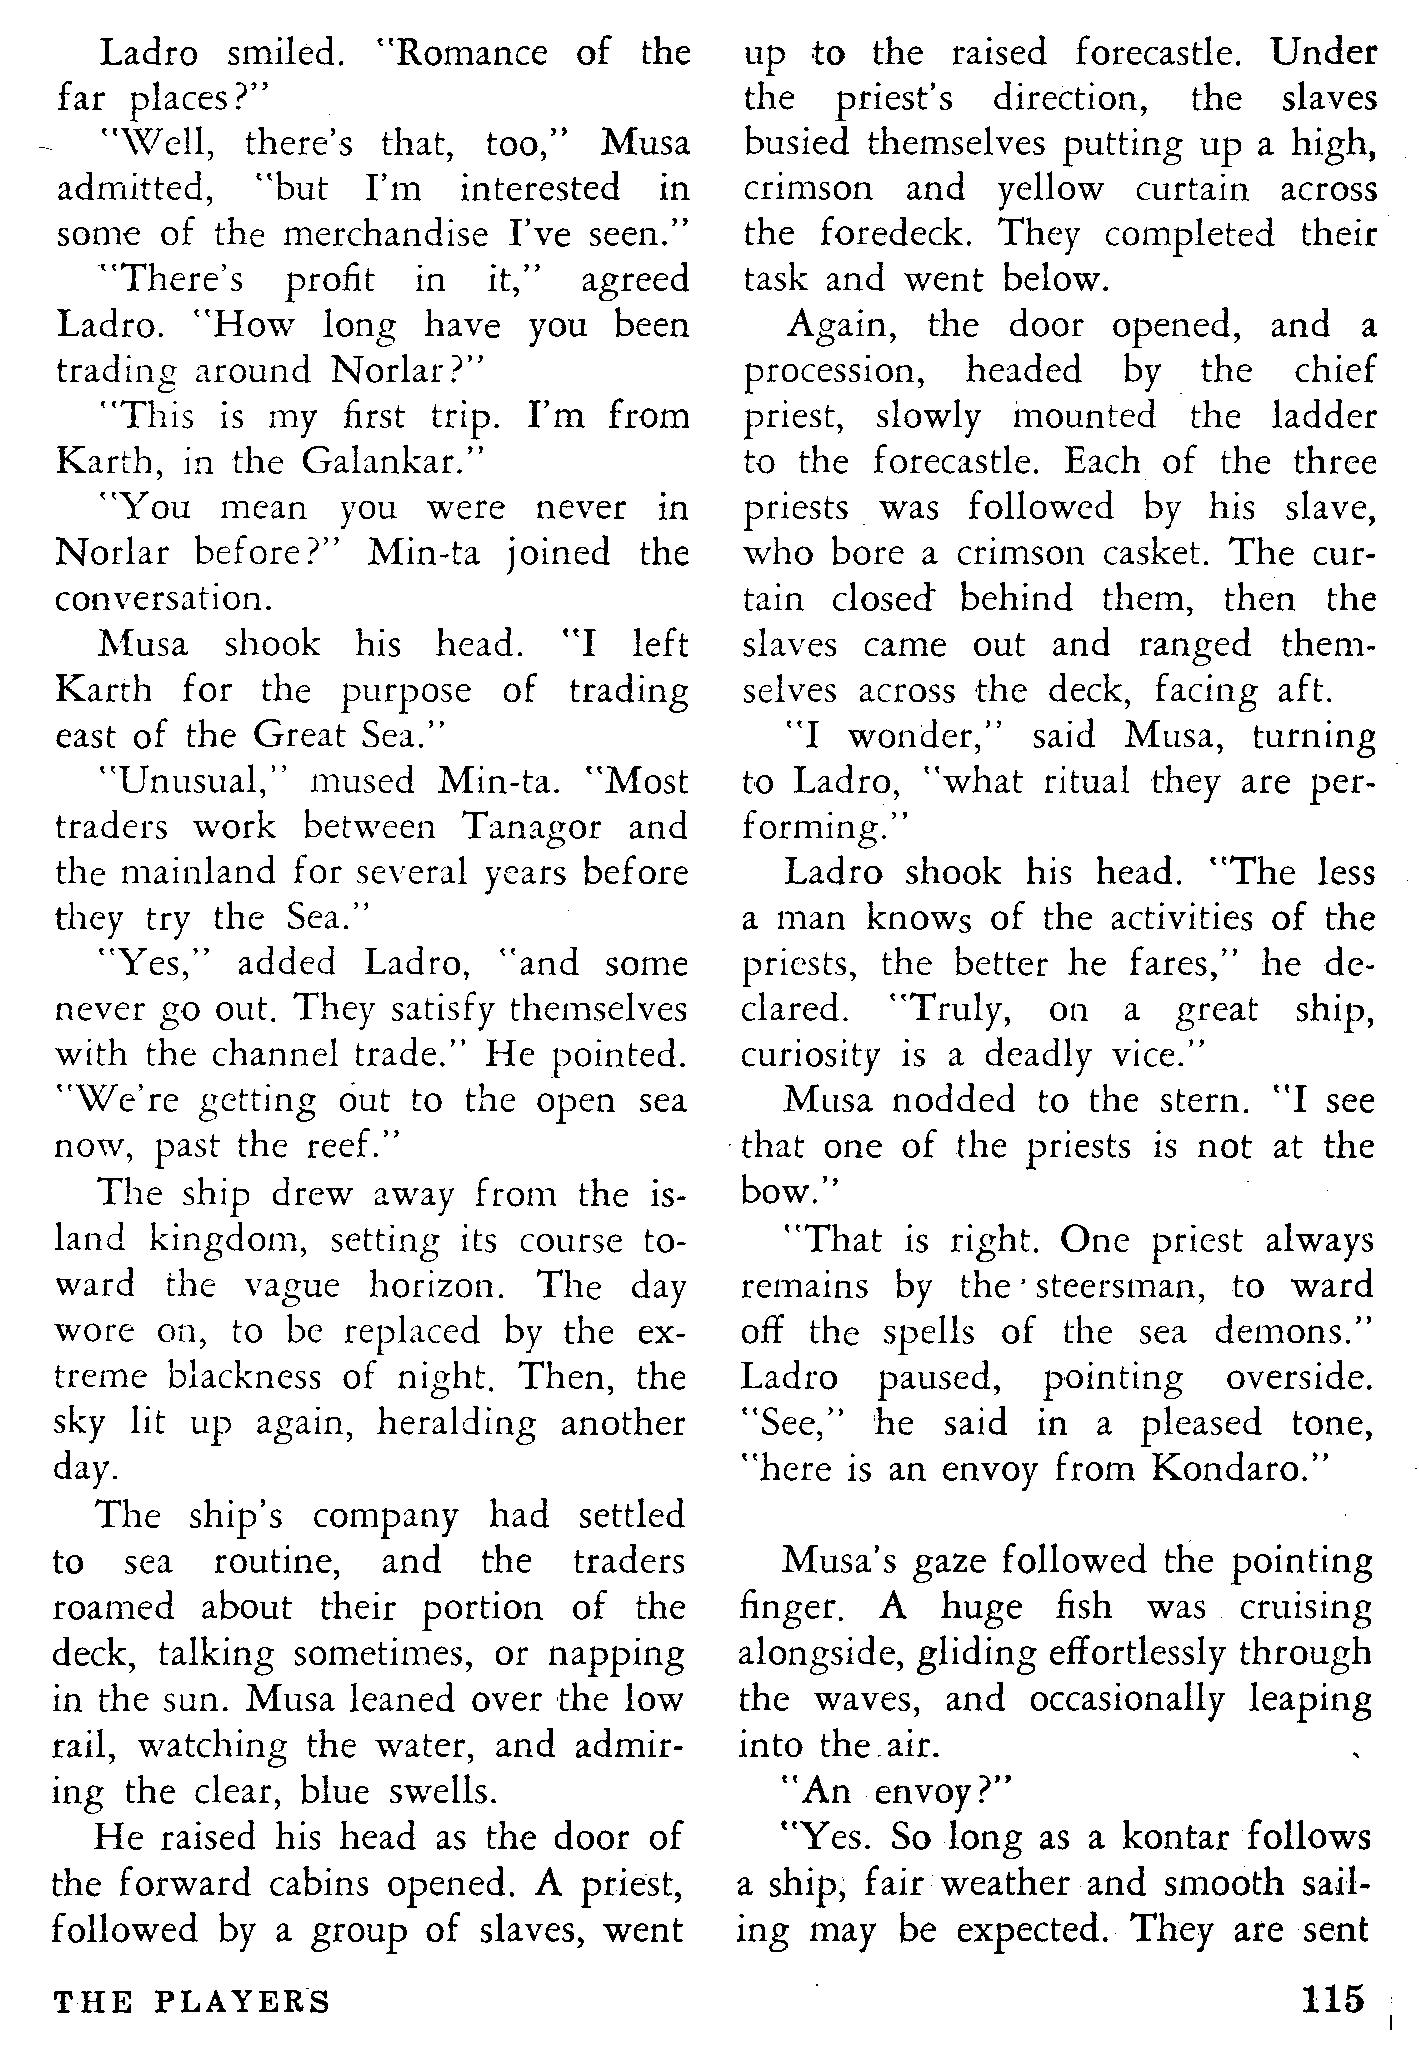 Ladro smiled. "Romance of the
far places?"
"Well, there's that, too," Musa
admitted, "but I'm interested in
some of the merchandise I've seen."
"There's profit in it," agreed
Ladro. "How long have you been
trading around Norlar?"
"This is my first trip. I'm from
Karth, in the Galankar."
"You mean you were never in
Norlar before?" Min-ta joined the
conversation.
Musa shook his head. "I left
Karth for the purpose of trading
east of the Great Sea."
"Unusual," mused Min-ta. "Most
traders work between Tanagor and
the mainland for several years before
they try the Sea."
"Yes," added Ladro, "and some
never go out. They satisfy themselves
with the channel trade." He pointed.
"We're getting out to the open sea
now, past the reef."
The ship drew away from the is-
land kingdom, setting its course to-
ward the vague horizon. The day
wore on, to be replaced by the ex-
treme blackness of night. Then, the
sky lit up again, heralding another
day.
The ship's company had settled
to sea routine, and the traders
roamed about their portion of the
deck, talking sometimes, or napping
in the sun. Musa leaned over the low
rail, watching the water, and admir-
ing the clear, blue swells.
He raised his head as the door of
the forward cabins opened. A priest,
followed by a group of slaves, went
up to the raised forecastle. Under
the priest's direction, the slaves
busied themselves putting up a high,
crimson and yellow curtain across
the foredeck. They completed their
task and went below.
Again, the door opened, and a
procession, headed by the chief
priest, slowly mounted the ladder
to the forecastle. Each of the three
priests was followed by his slave,
who bore a crimson casket. The cur-
tain closed behind them, then the
slaves came out and ranged them-
selves across the deck, facing aft.
"I wonder," said Musa, turning
to Ladro, "what ritual they are per-
forming."
Ladro shook his head. "The less
a man knows of the activities of the
priests, the better he fares," he de-
clared. "Truly, on a great ship,
curiosity is a deadly vice."
Musa nodded to the stern. "I see
that one of the priests is not at the
bow."
"That is right. One priest always
remains by the steersman, to ward
off the spells of the sea demons."
Ladro paused, pointing overside.
"See," he said in a pleased tone,
"here is an envoy from Kondaro."
Musa's gaze followed the pointing
finger. A huge fish was cruising
alongside, gliding effortlessly through
the waves, and occasionally leaping
into the air.
"An envoy?"
"Yes. So long as a kontar follows
a ship, fair weather and smooth sail-
ing may be expected. They are sent
THE PLAYERS
115